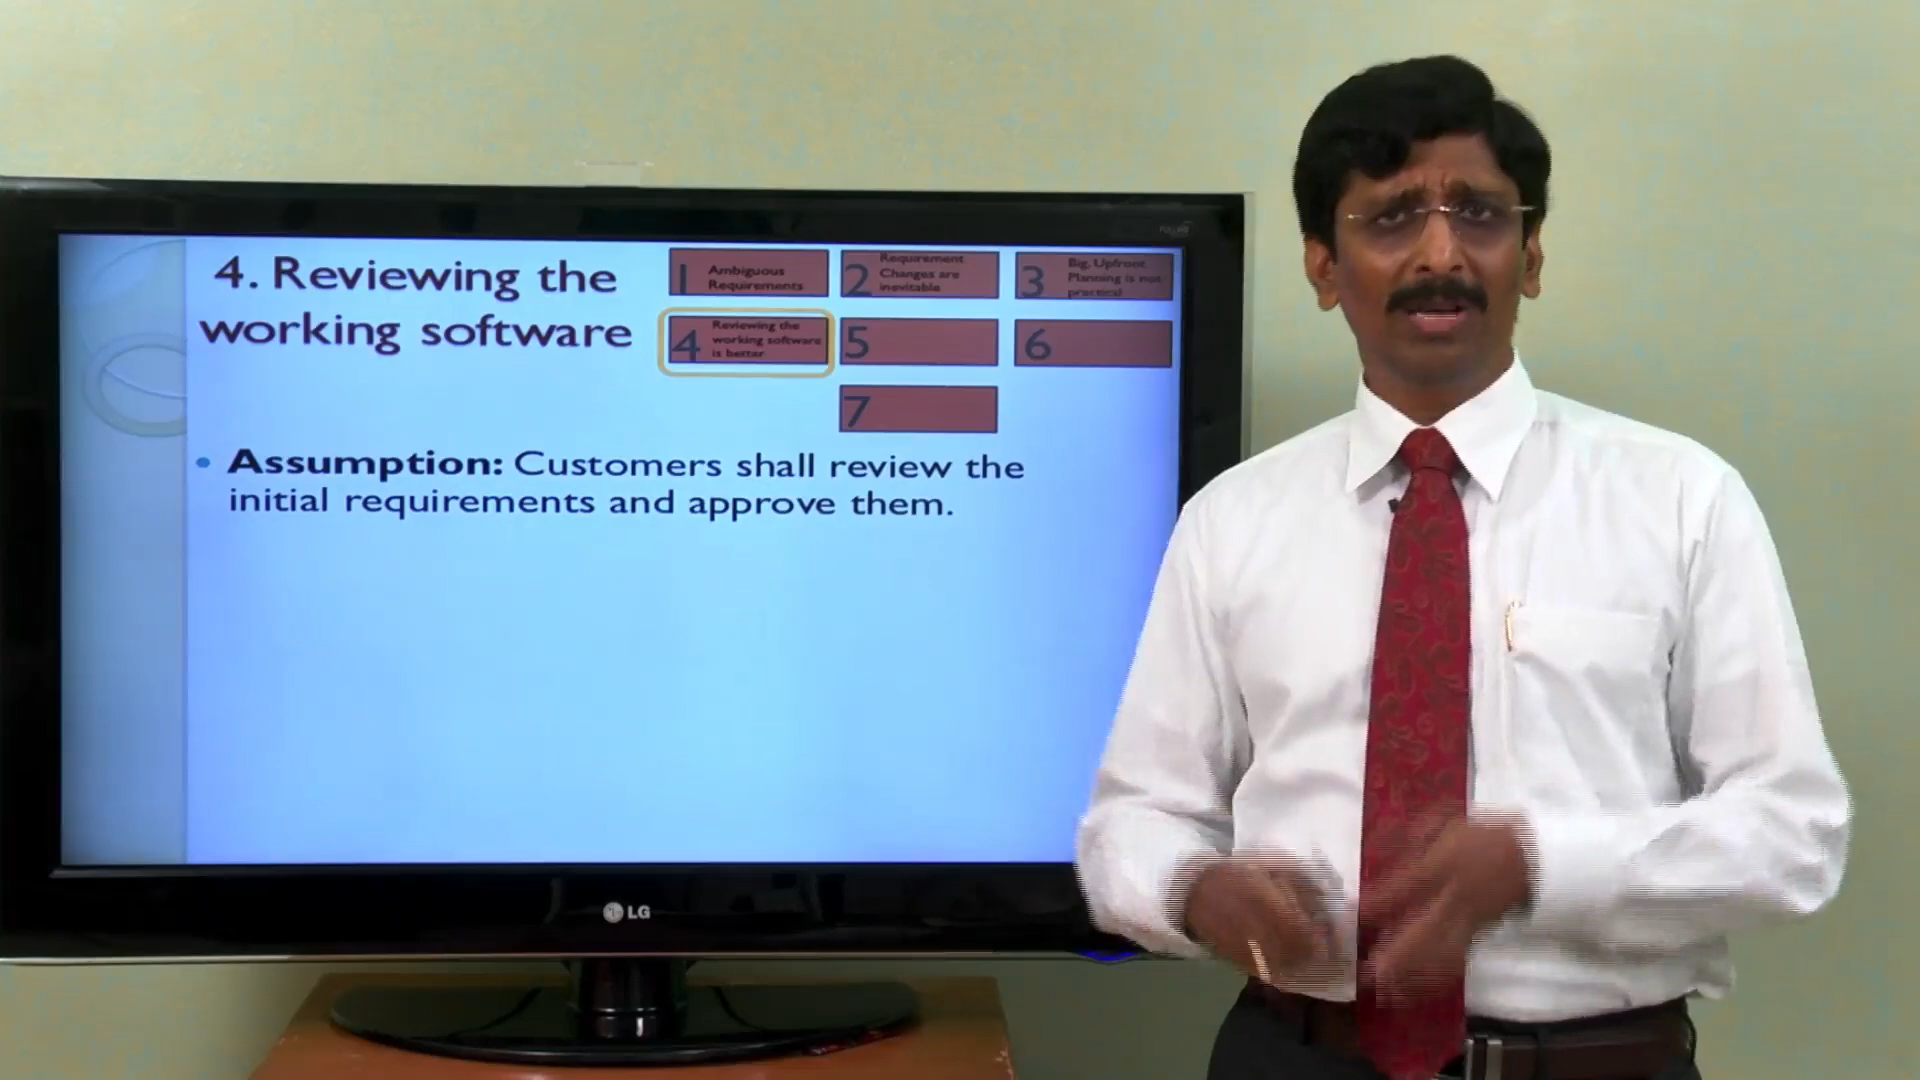 4. Reviewing the
working software
1 Ambiguous
Requirements
2 Requirement
Changes are
inevitable
3 Big, Upfront
Planning is not
practical
4 Reviewing the
working software
is better
5
6
7
• Assumption: Customers shall review the
initial requirements and approve them.
LG